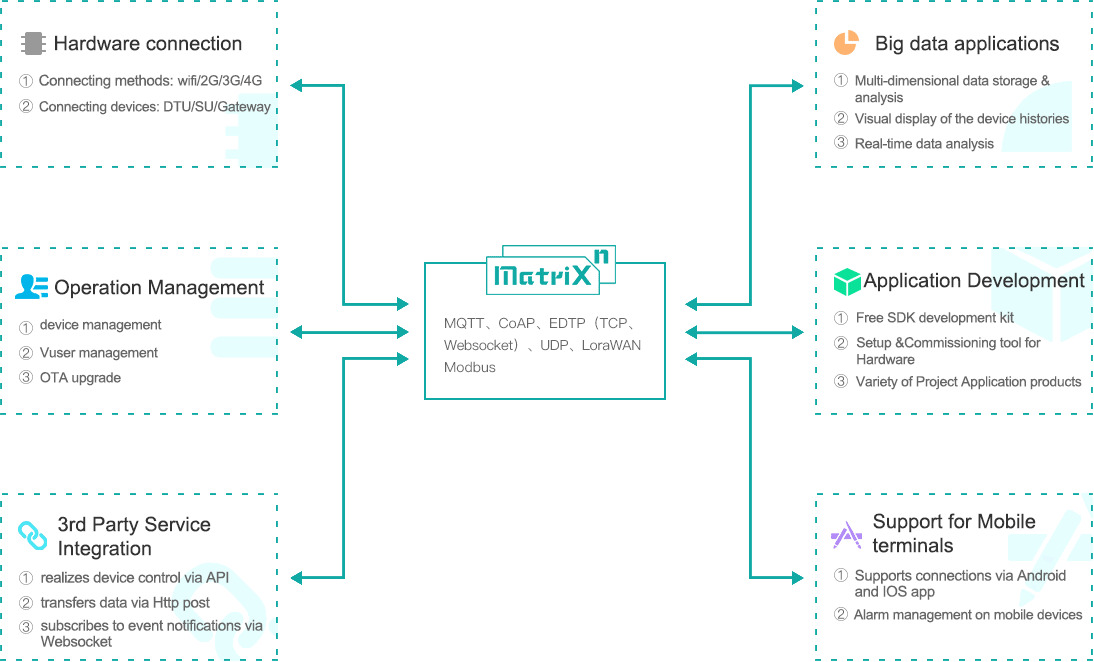 Hardware connection
① Connecting methods: wifi/2G/3G/4G
② Connecting devices: DTU/SU/Gateway
Operation Management
① device management
② Vuser management
③ OTA upgrade
3rd Party Service
Integration
① realizes device control via API
② transfers data via Http post
③ subscribes to event notifications via
Websocket
MatriX n
MQTT、CoAP、EDTP（TCP、
Websocket）、UDP、LoraWAN
Modbus
Big data applications
① Multi-dimensional data storage &
analysis
② Visual display of the device histories
③ Real-time data analysis
Application Development
① Free SDK development kit
② Setup &Commissioning tool for
Hardware
③ Variety of Project Application products
Support for Mobile
terminals
① Supports connections via Android
and IOS app
② Alarm management on mobile devices